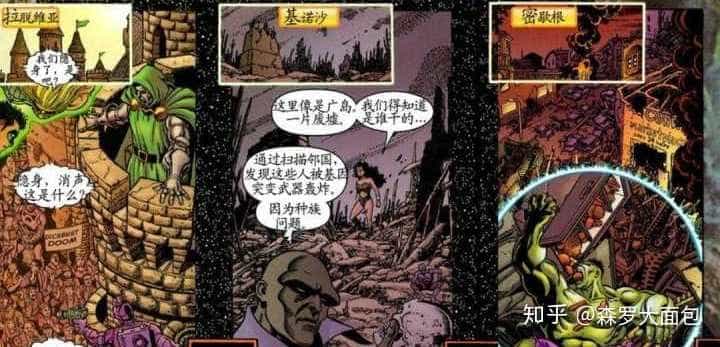 拉脱维亚
我们隐
身了，是
吧？
隐身，消声，
这是什么？
DOOM
基诺沙
这里像是广岛，
一片废墟。
我们得知道
是谁干的…
通过扫描邻国，
发现这些人被基因
突变武器轰炸。
因为种族
问题。
密歇根
知乎 @森罗大面包